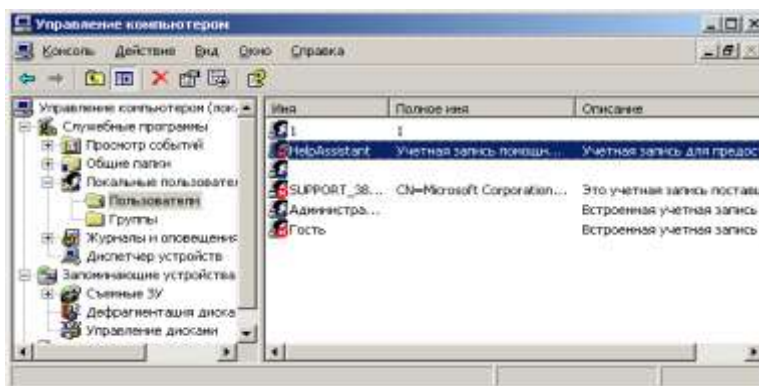 Управление компьютером
Консоль Действие Вид Окно Справка
Управление компьютером (лок.
Служебные программы
Просмотр событий
Общие папки
Локальные пользовател
Пользователи
Группы
Журналы и оповещения
Диспетчер устройств
Запоминающие устройства
Съемные ЗУ
Дефрагментация диска
Управление дисками
Имя Полное имя Описание
1 1
HelpAssistant Учетная запись помощн... Учетная запись для предос
SUPPORT_38... CN=Microsoft Corporation... Это учетная запись поставщ
Администра... Встроенная учетная запись
Гость Встроенная учетная запись